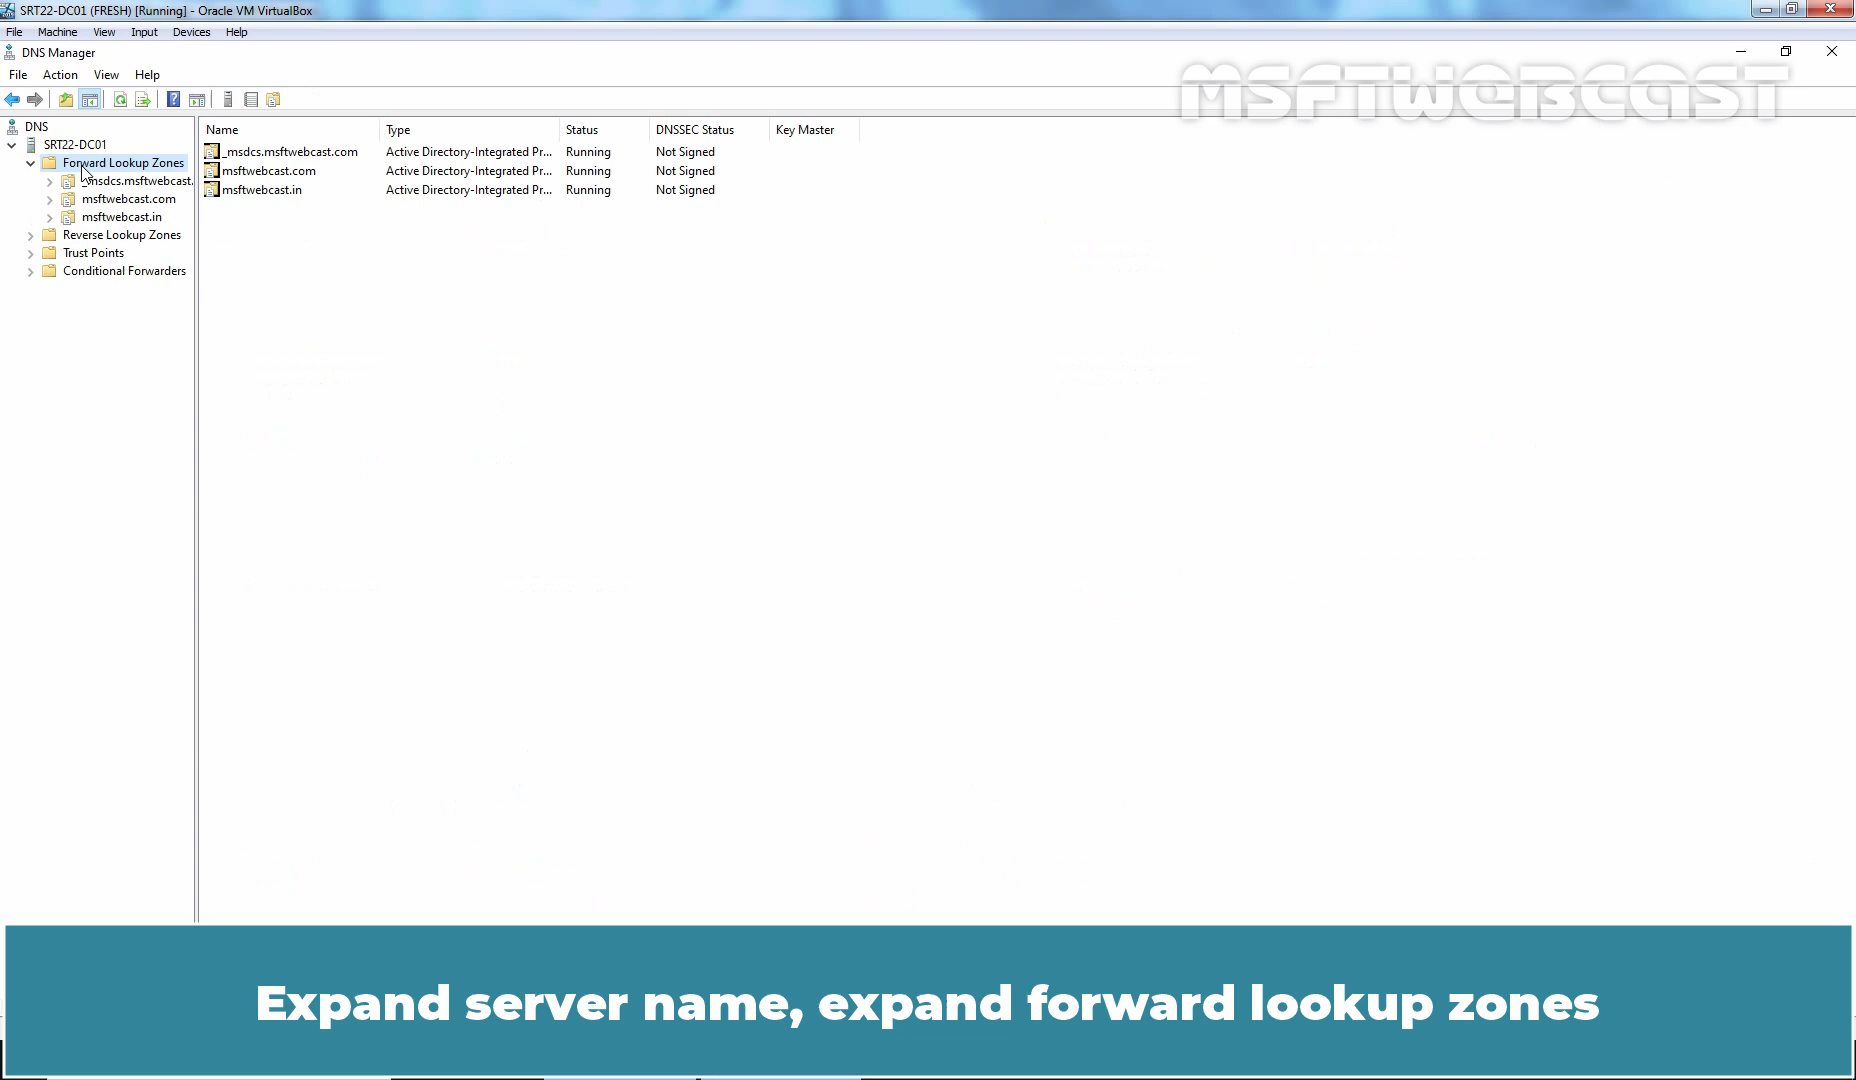 SRT22-DC01 (FRESH) [Running] - Oracle VM VirtualBox
File Machine View Input Devices Help
DNS Manager
File Action View Help
MSFTWEBCAST
DNS
SRT22-DC01
Forward Lookup Zones
_msdcs.msftwebcast.
msftwebcast.com
msftwebcast.in
Reverse Lookup Zones
Trust Points
Conditional Forwarders
Name Type Status DNSSEC Status Key Master
_msdcs.msftwebcast.com Active Directory-Integrated Pr... Running Not Signed
msftwebcast.com Active Directory-Integrated Pr... Running Not Signed
msftwebcast.in Active Directory-Integrated Pr... Running Not Signed
Expand server name, expand forward lookup zones